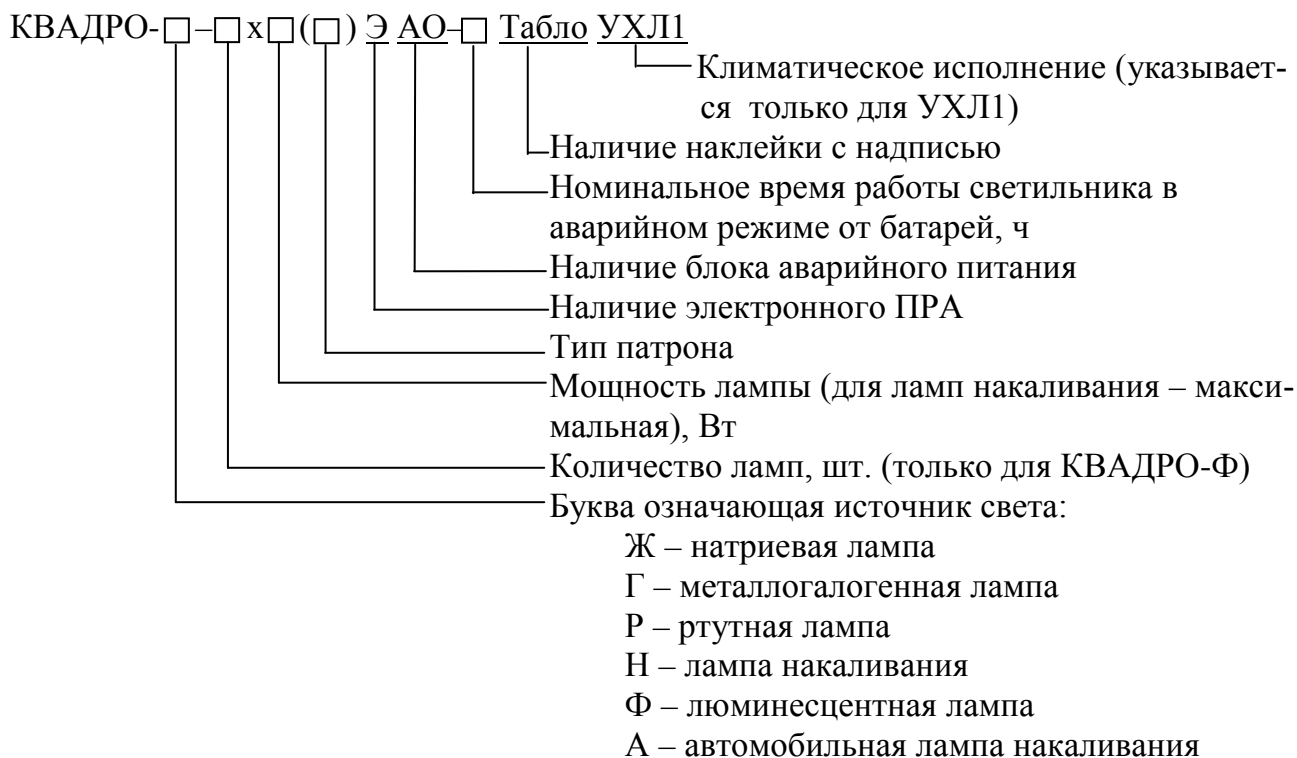 КВАДРО-□–□х□(□) Э АО–□ Табло УХЛ1
Климатическое исполнение (указывает-
ся только для УХЛ1)
Наличие наклейки с надписью
Номинальное время работы светильника в
аварийном режиме от батарей, ч
Наличие блока аварийного питания
Наличие электронного ПРА
Тип патрона
Мощность лампы (для ламп накаливания – макси-
мальная), Вт
Количество ламп, шт. (только для КВАДРО-Ф)
Буква означающая источник света:
Ж – натриевая лампа
Г – металлогалогенная лампа
Р – ртутная лампа
Н – лампа накаливания
Ф – люминесцентная лампа
А – автомобильная лампа накаливания